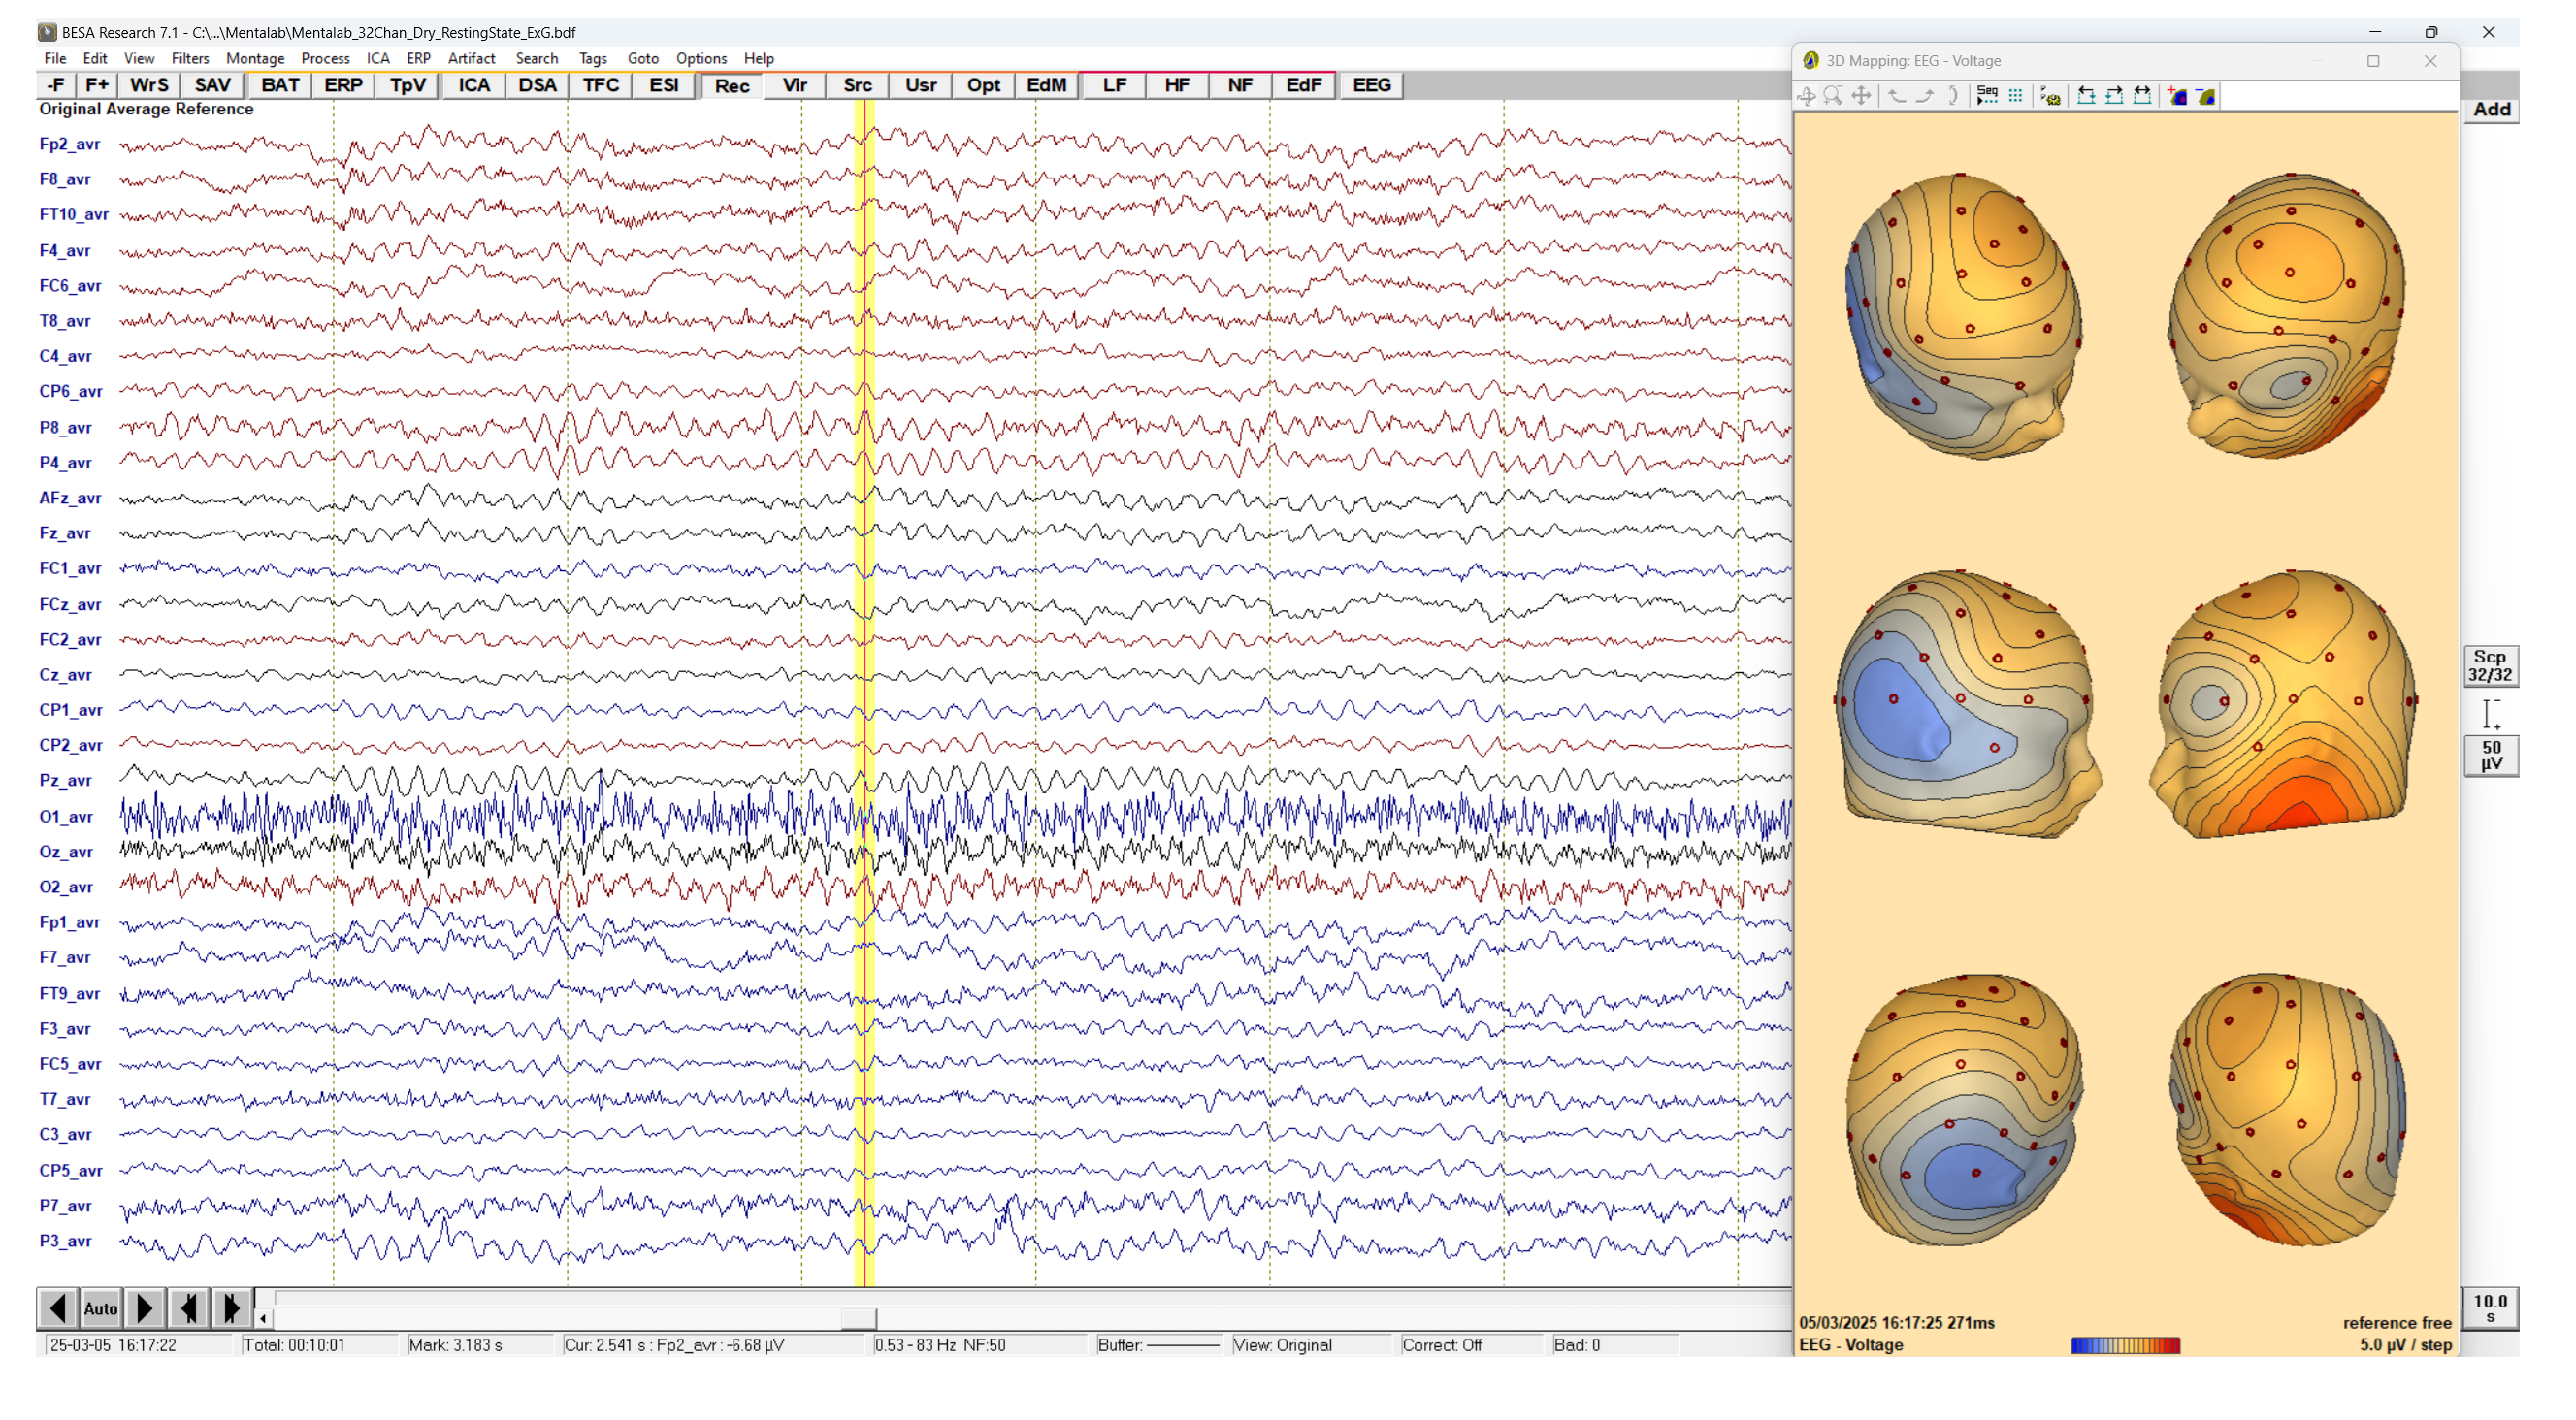 BESA Research 7.1 - C:\...\Mentalab\Mentalab_32Chan_Dry_RestingState_ExG.bdf
File Edit View Filters Montage Process ICA ERP Artifact Search Tags Goto Options Help
-F F+ WrS SAV BAT ERP TpV ICA DSA TFC ESI Rec Vir Src Usr Opt EdM LF HF NF EdF EEG
Original Average Reference
Fp2_avr
F8_avr
FT10_avr
F4_avr
FC6_avr
T8_avr
C4_avr
CP6_avr
P8_avr
P4_avr
AFz_avr
Fz_avr
FC1_avr
FCz_avr
FC2_avr
Cz_avr
CP1_avr
CP2_avr
Pz_avr
O1_avr
Oz_avr
O2_avr
Fp1_avr
F7_avr
FT9_avr
F3_avr
FC5_avr
T7_avr
C3_avr
CP5_avr
P7_avr
P3_avr
Auto
25-03-05 16:17:22 Total: 00:10:01 Mark: 3.183 s Cur: 2.541 s : Fp2_avr : -6.68 µV 0.53 - 83 Hz NF:50 Buffer: View: Original Correct: Off Bad: 0
3D Mapping: EEG - Voltage
Seq
05/03/2025 16:17:25 271ms
reference free
EEG - Voltage
5.0 µV / step
Add
Scp
32/32
50
µV
10.0
s